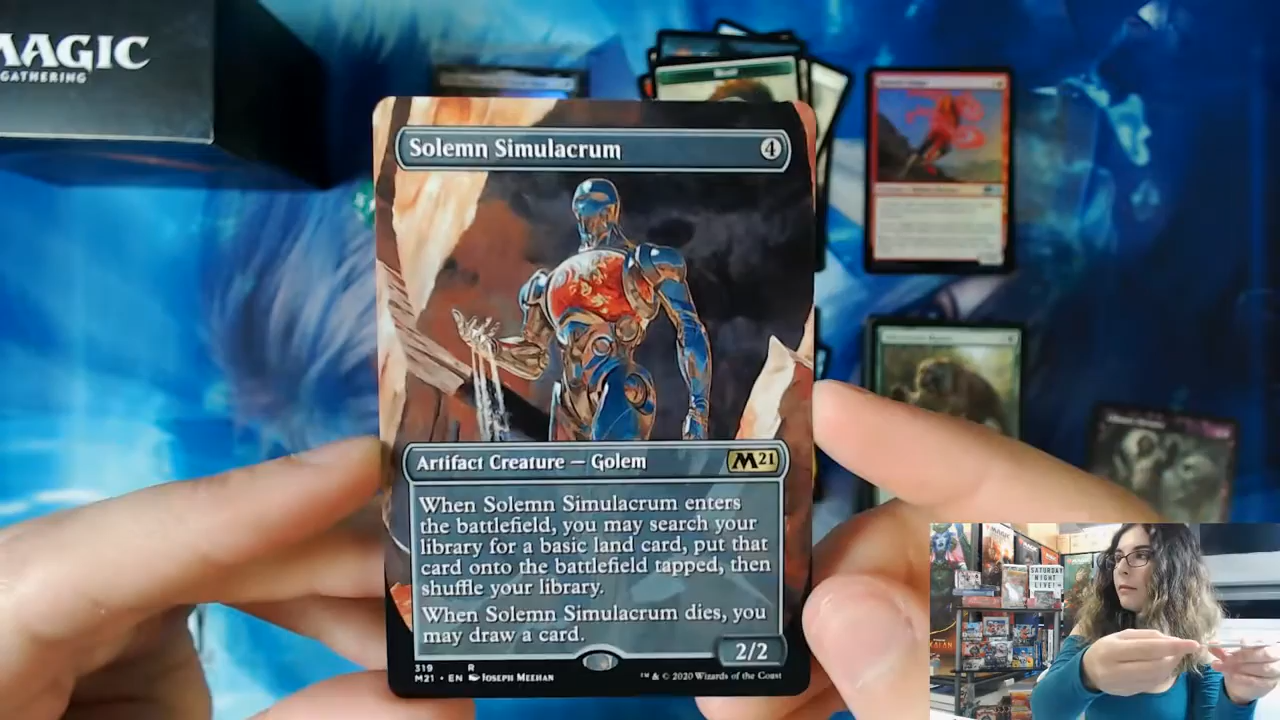 MAGIC
GATHERING
Solemn Simulacrum 4
Artifact Creature — Golem M21
When Solemn Simulacrum enters
the battlefield, you may search your
library for a basic land card, put that
card onto the battlefield tapped, then
shuffle your library.
When Solemn Simulacrum dies, you
may draw a card.
2/2
319 R
M21 • EN JOSEPH MEEHAN ™ & © 2020 Wizards of the Coast
SATURDAY
NIGHT
LIVE!